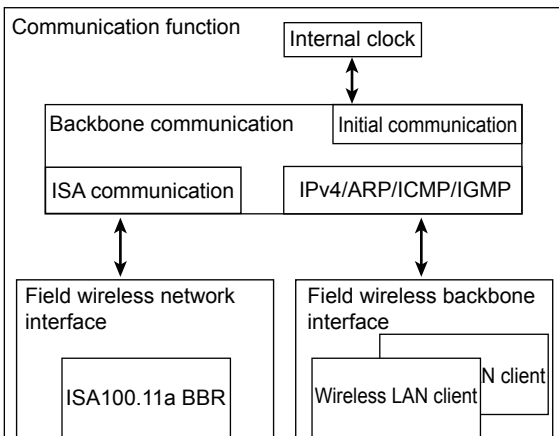 Communication function
Internal clock
Backbone communication
Initial communication
ISA communication
IPv4/ARP/ICMP/IGMP
Field wireless network
interface
ISA100.11a BBR
Field wireless backbone
interface
N client
Wireless LAN client